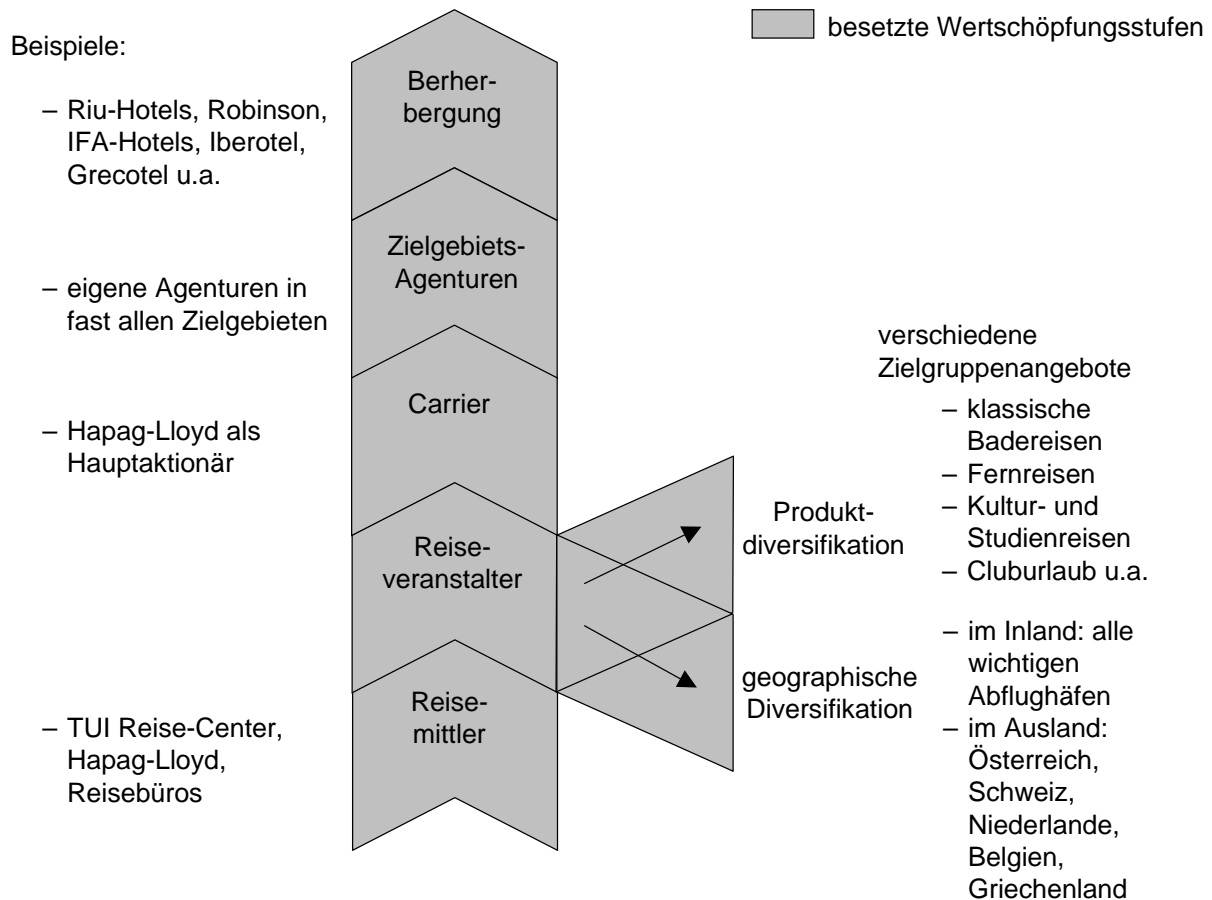 besetzte Wertschöpfungsstufen
Beispiele:
– Riu-Hotels, Robinson,
IFA-Hotels, Iberotel,
Grecotel u.a.
– eigene Agenturen in
fast allen Zielgebieten
– Hapag-Lloyd als
Hauptaktionär
– TUI Reise-Center,
Hapag-Lloyd,
Reisebüros
Berher-
bergung
Zielgebiets-
Agenturen
Carrier
Reise-
veranstalter
Reise-
mittler
Produkt-
diversifikation
geographische
Diversifikation
verschiedene
Zielgruppenangebote
– klassische
Badereisen
– Fernreisen
– Kultur- und
Studienreisen
– Cluburlaub u.a.
– im Inland: alle
wichtigen
Abflughäfen
– im Ausland:
Österreich,
Schweiz,
Niederlande,
Belgien,
Griechenland